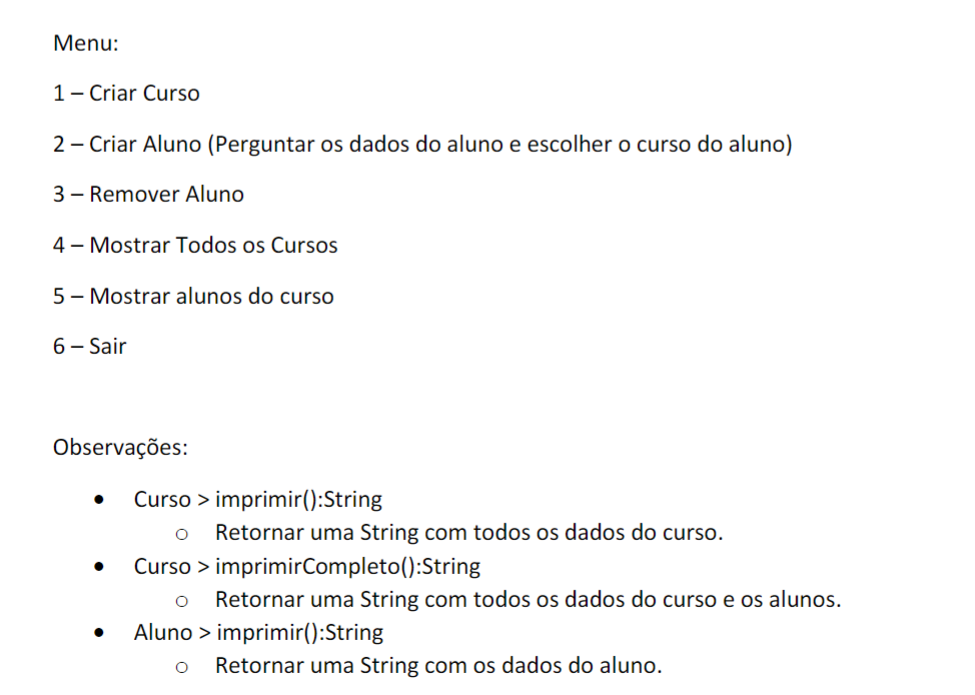 Menu:
1 – Criar Curso
2 – Criar Aluno (Perguntar os dados do aluno e escolher o curso do aluno)
3 – Remover Aluno
4 – Mostrar Todos os Cursos
5 – Mostrar alunos do curso
6 – Sair
Observações:
• Curso > imprimir():String
○ Retornar uma String com todos os dados do curso.
• Curso > imprimirCompleto():String
○ Retornar uma String com todos os dados do curso e os alunos.
• Aluno > imprimir():String
○ Retornar uma String com os dados do aluno.